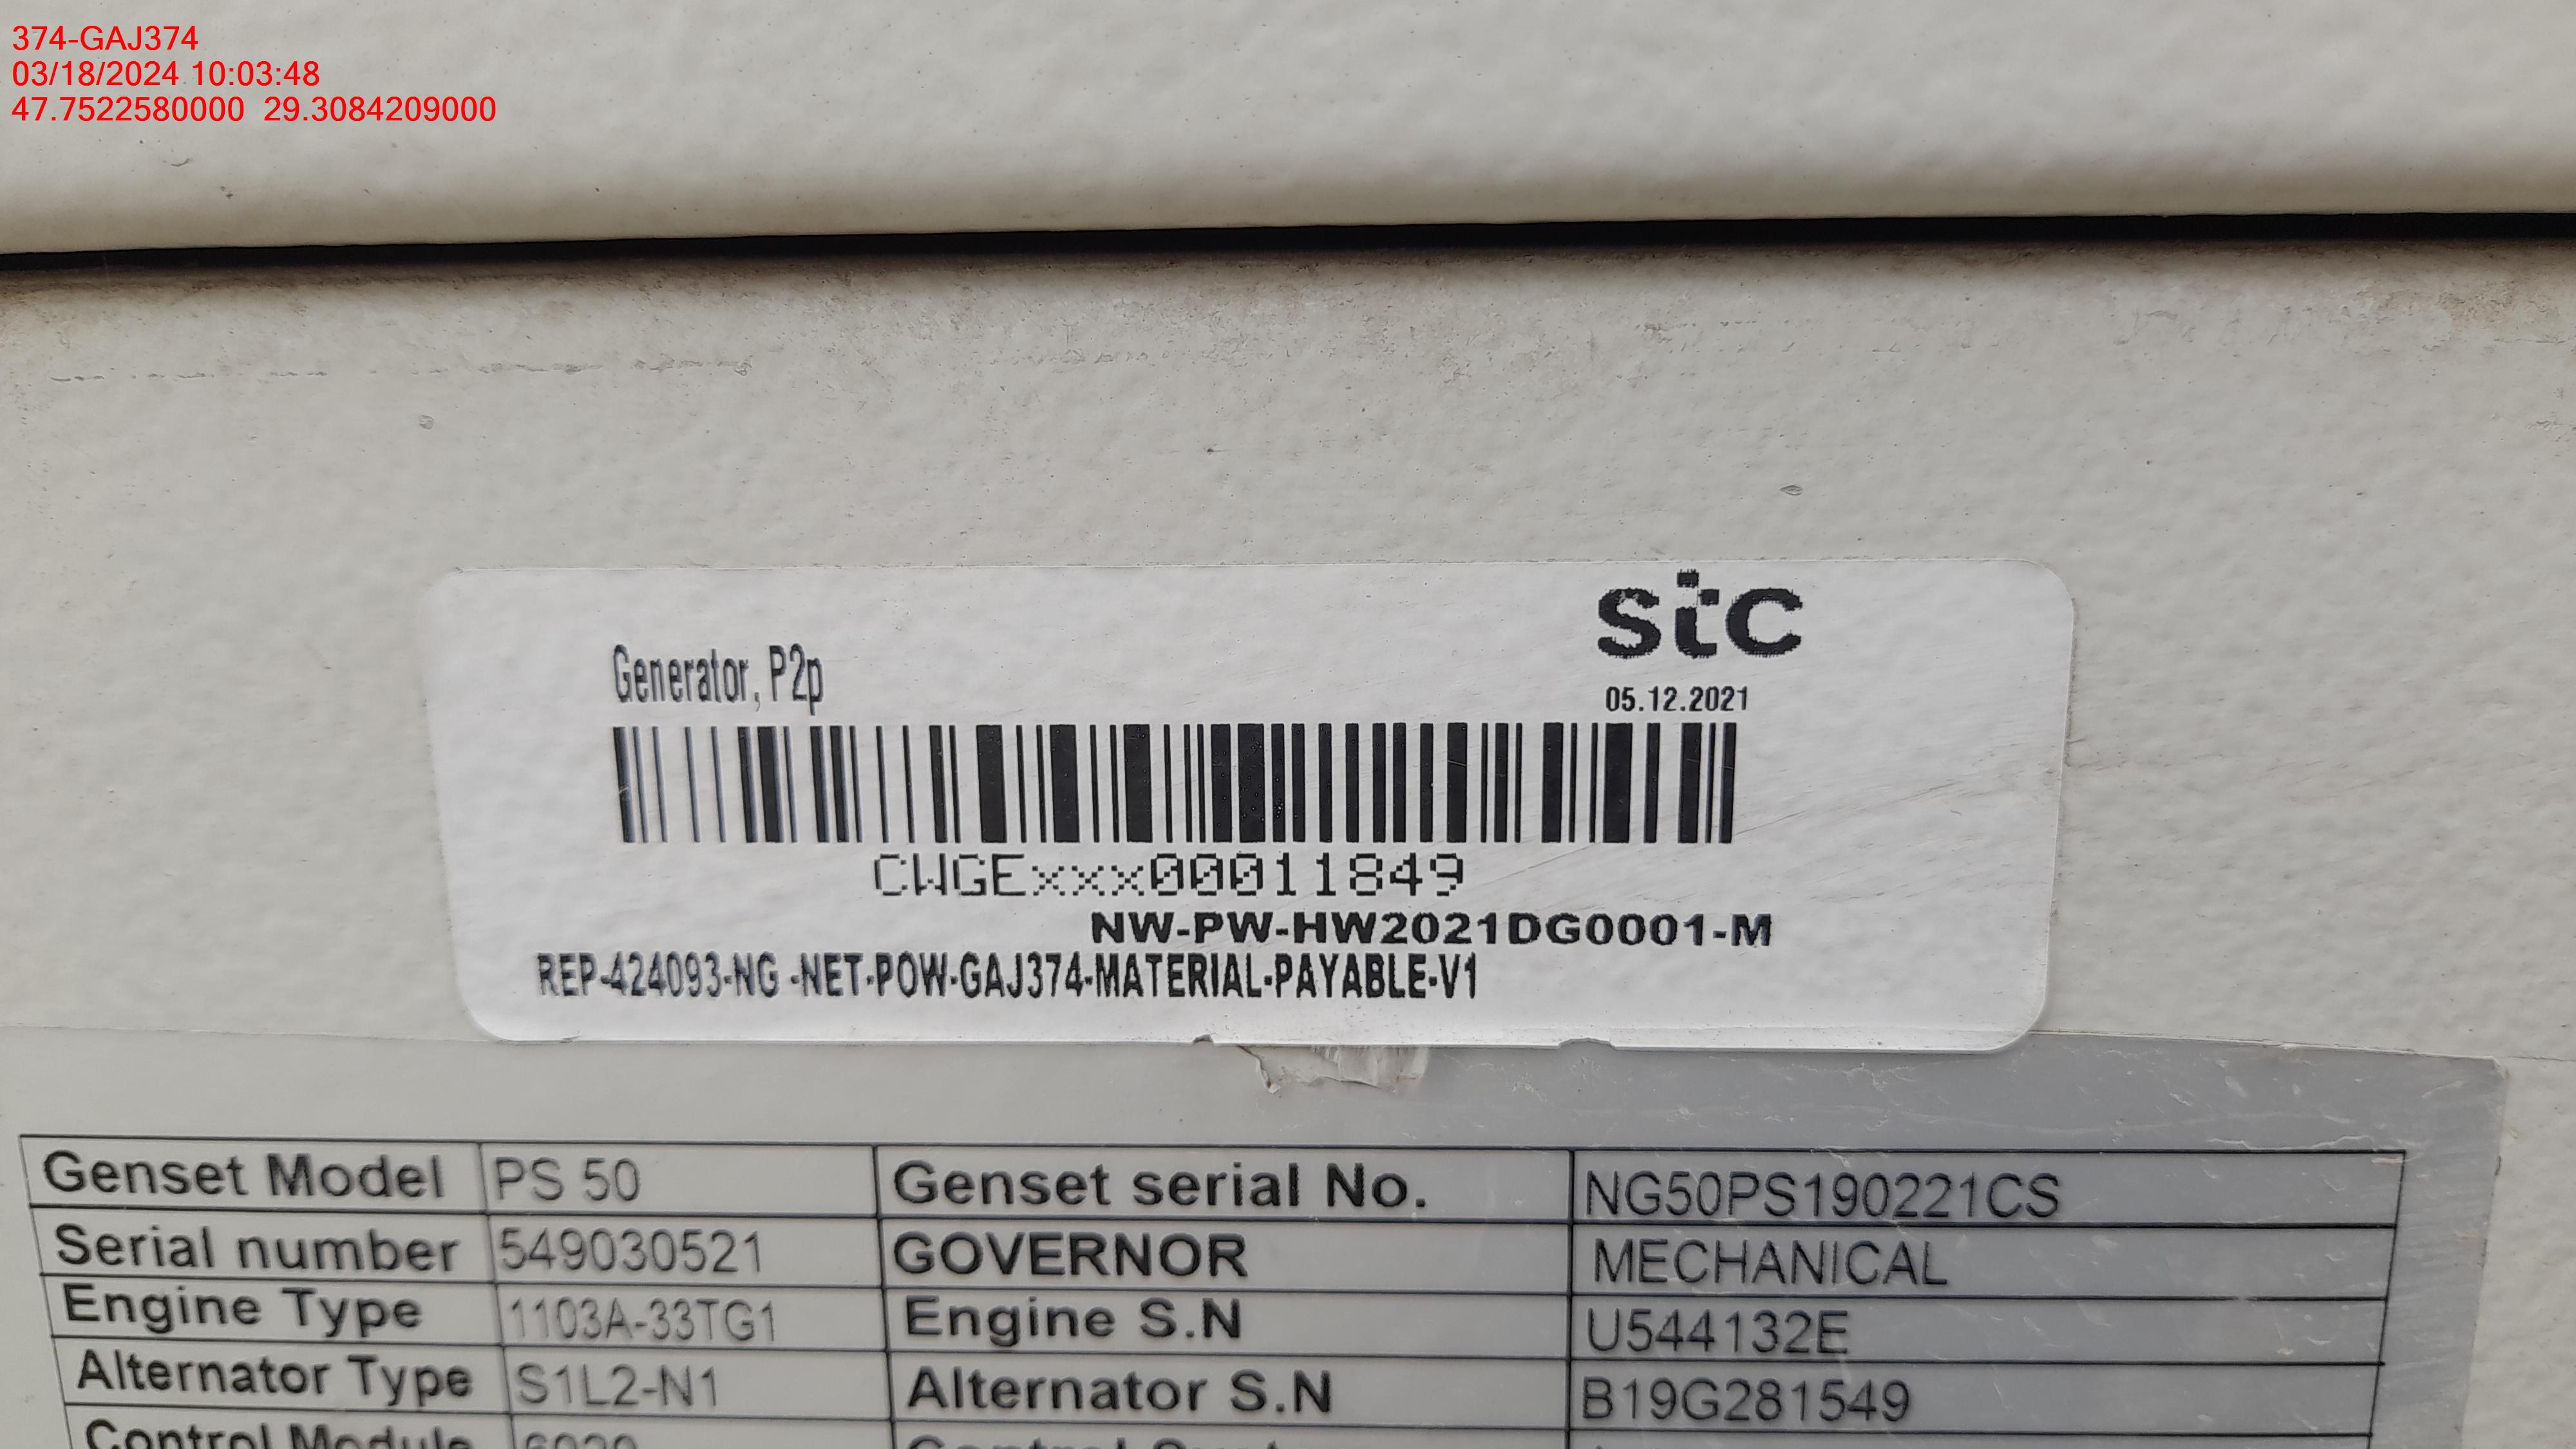 374-GAJ374
03/18/2024 10:03:48
47.7522580000 29.3084209000
stc
Generator, P2p
05.12.2021
CWGExxx00011849
NW-PW-HW2021DG0001-M
REP-424093-NG -NET-POW-GAJ374-MATERIAL-PAYABLE-V1
Genset Model PS 50 Genset serial No. NG50PS190221CS
Serial number 549030521 GOVERNOR MECHANICAL
Engine Type 1103A-33TG1 Engine S.N U544132E
Alternator Type S1L2-N1 Alternator S.N B19G281549
Control Module